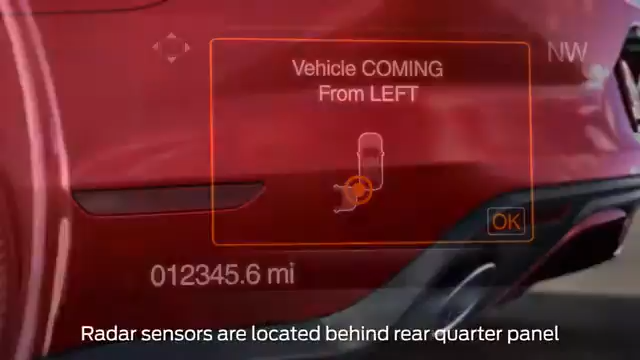 NW
Vehicle COMING
From LEFT
OK
012345.6 mi
Radar sensors are located behind rear quarter panel